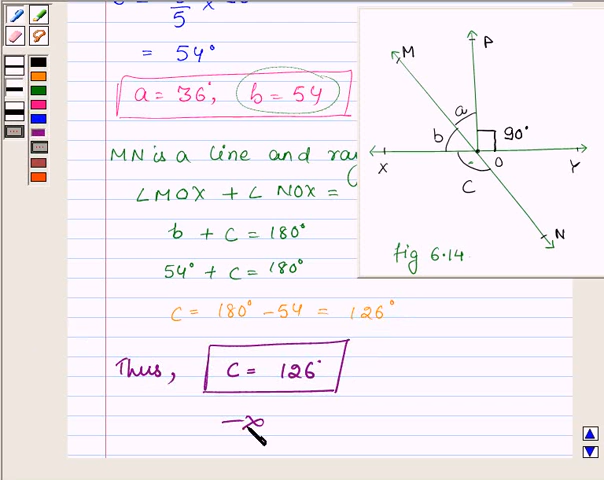 5
= 54°
a = 36°, b = 54
MN is a line and
∠MOX + ∠ NOX =
b + c = 180°
54° + c = 180°
c = 180° - 54 = 126°
Thus, c = 126°
M
P
a
90°
b
X
O
Y
C
N
fig 6.14